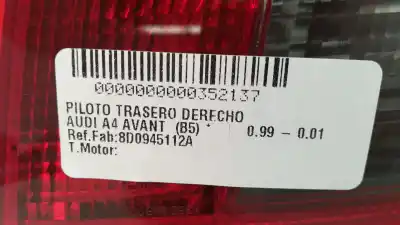 0000000000352137
PILOTO TRASERO DERECHO
AUDI A4 AVANT (B5) * 0.99 - 0.01
Ref.Fab:8D0945112A
T.Motor: